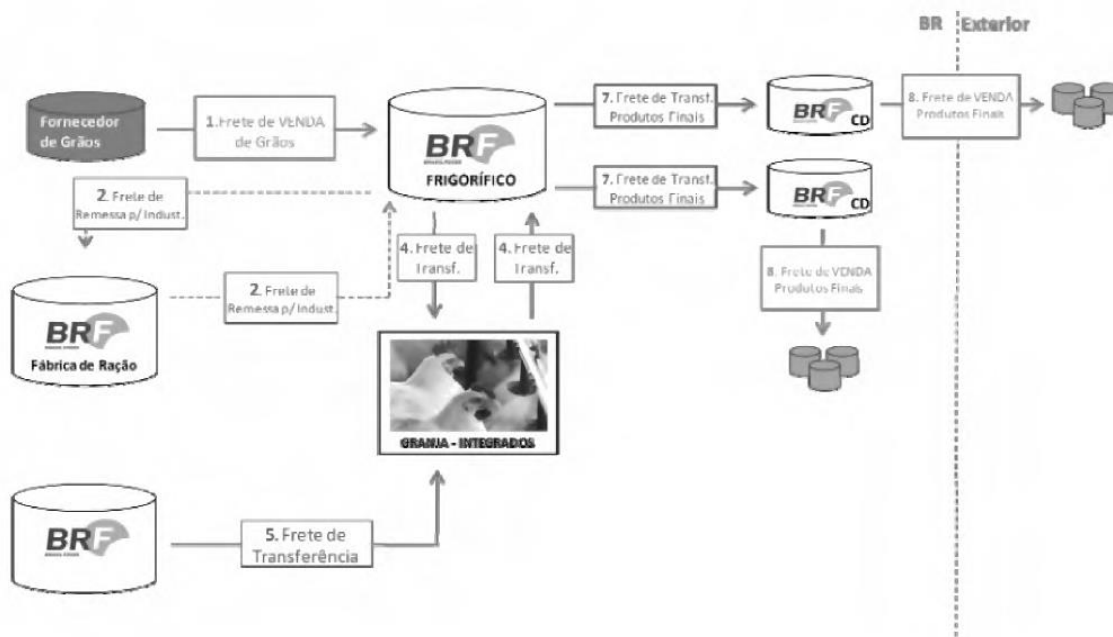 BR Exterior
Fornecedor
de Grãos
1. Frete de VENDA
de Grãos
BRF
FRIGORÍFICO
7. Frete de Transf.
Produtos Finais
BRF
CD
8. Frete de VENDA
Produtos Finais
7. Frete de Transf.
Produtos Finais
BRF
CD
2. Frete de
Remessa p/ Indust.
4. Frete de
Transf.
4. Frete de
Transf.
8. Frete de VENDA
Produtos Finais
2. Frete de
Remessa p/ Indust.
BRF
Fábrica de Ração
GRANJA - INTEGRADOS
BRF
5. Frete de
Transferência